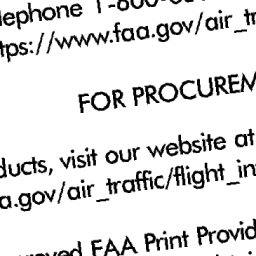 lephone 1-800-
tps://www.faa.gov/air_tr
FOR PROCUREM
ducts, visit our website at
a.gov/air_traffic/flight_in
roved FAA Print Provid